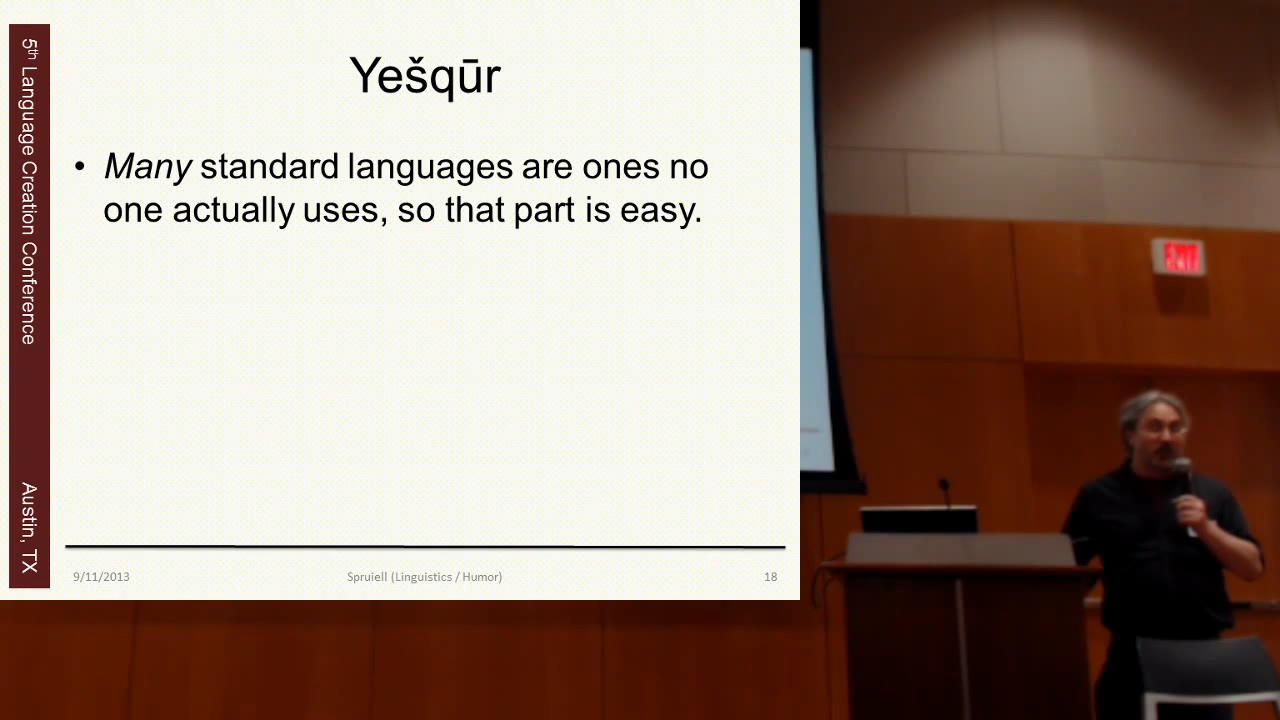 5th Language Creation Conference
Austin, TX
Yešqūr
• Many standard languages are ones no
one actually uses, so that part is easy.
9/11/2013
Spruiell (Linguistics / Humor)
18
EXIT